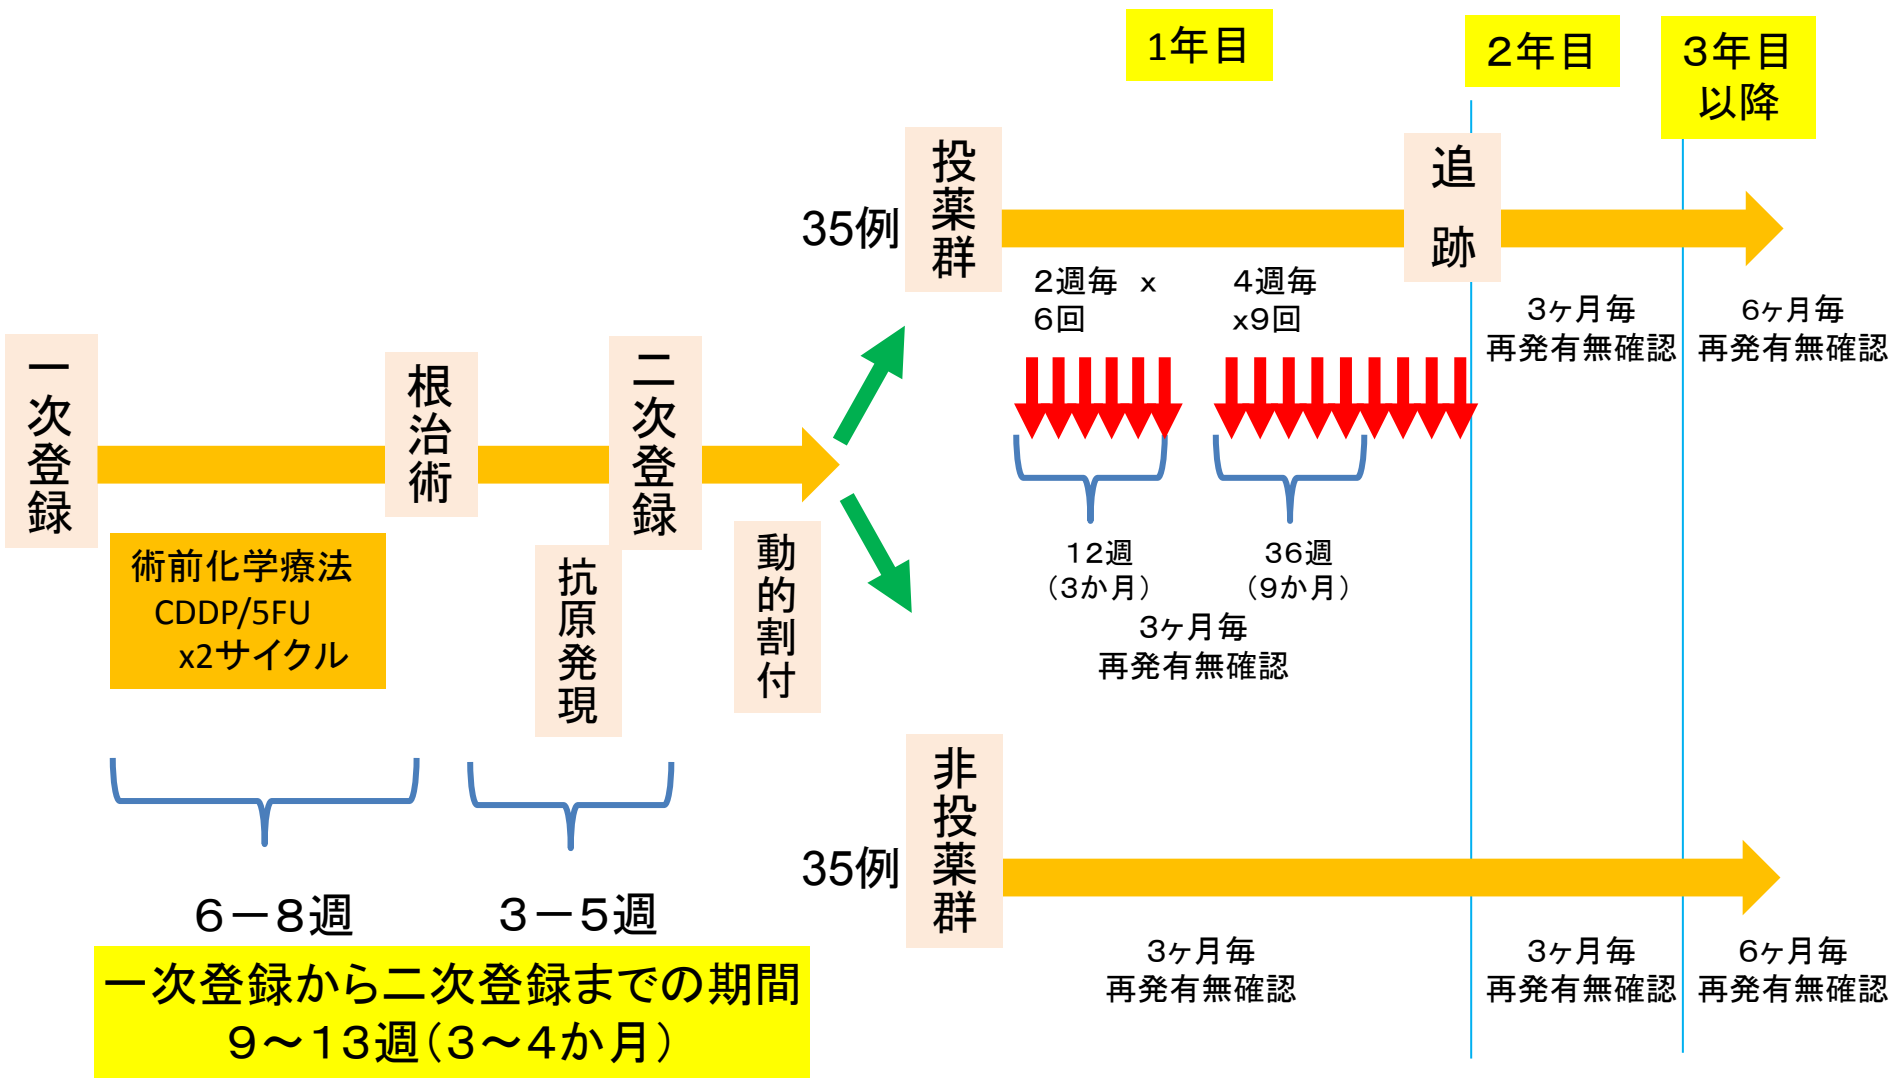 1年目
２年目
３年目
以降
投薬群
追跡
35例
２週毎 x
６回
４週毎
x９回
3ヶ月毎
再発有無確認
6ヶ月毎
再発有無確認
一次登録
根治術
二次登録
術前化学療法
CDDP/5FU
x2サイクル
抗原発現
動的割付
１２週
（３か月）
３６週
（９か月）
3ヶ月毎
再発有無確認
非投薬群
35例
６－８週
３－５週
一次登録から二次登録までの期間
９～１３週（３～４か月）
3ヶ月毎
再発有無確認
3ヶ月毎
再発有無確認
6ヶ月毎
再発有無確認